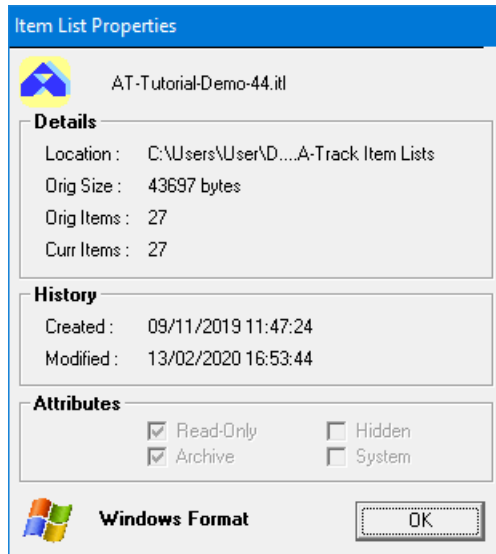 Item List Properties
AT-Tutorial-Demo-44.itl
Details
Location : C:\Users\User\D....A-Track Item Lists
Orig Size : 43697 bytes
Orig Items : 27
Curr Items : 27
History
Created : 09/11/2019 11:47:24
Modified : 13/02/2020 16:53:44
Attributes
Read-Only Hidden
Archive System
Windows Format OK